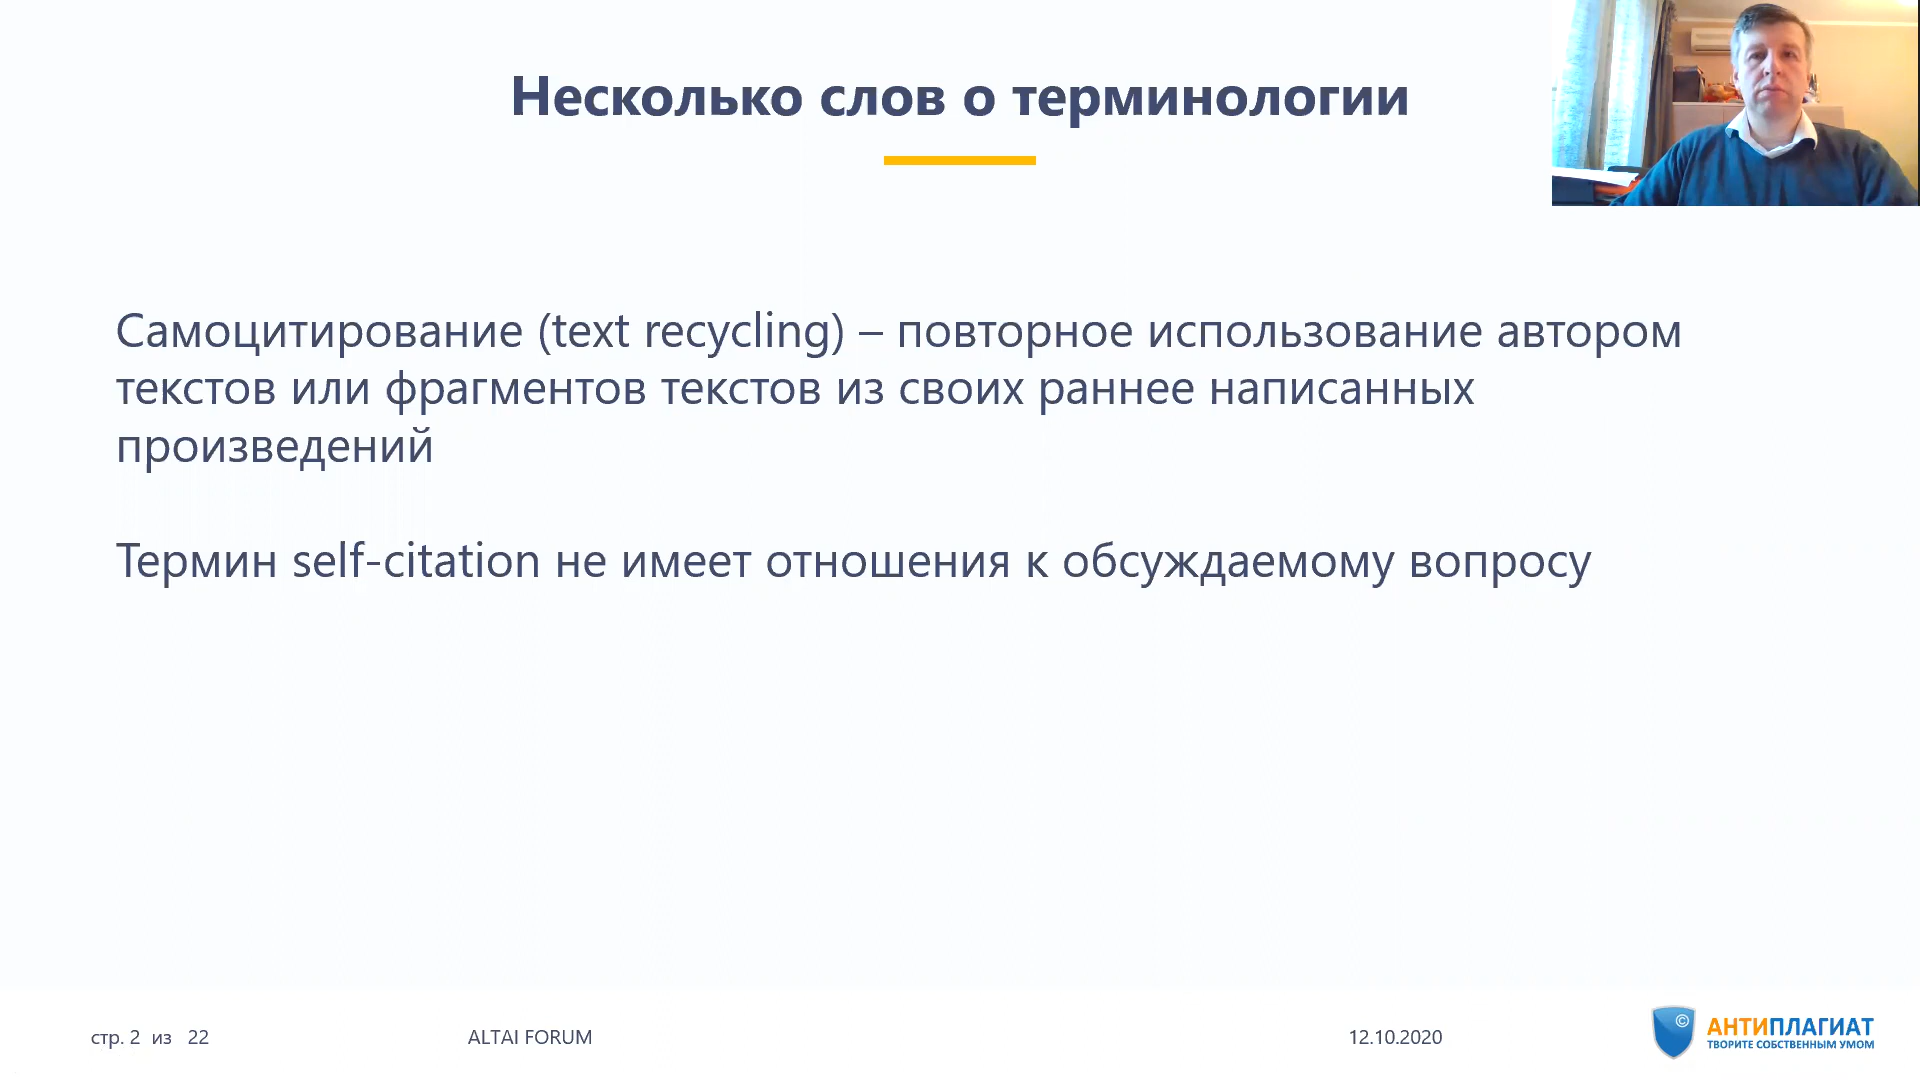 Несколько слов о терминологии
Самоцитирование (text recycling) – повторное использование автором
текстов или фрагментов текстов из своих раннее написанных
произведений
Термин self-citation не имеет отношения к обсуждаемому вопросу
стр. 2 из 22
ALTAI FORUM
12.10.2020
©
АНТИПЛАГИАТ
ТВОРИТЕ СОБСТВЕННЫМ УМОМ